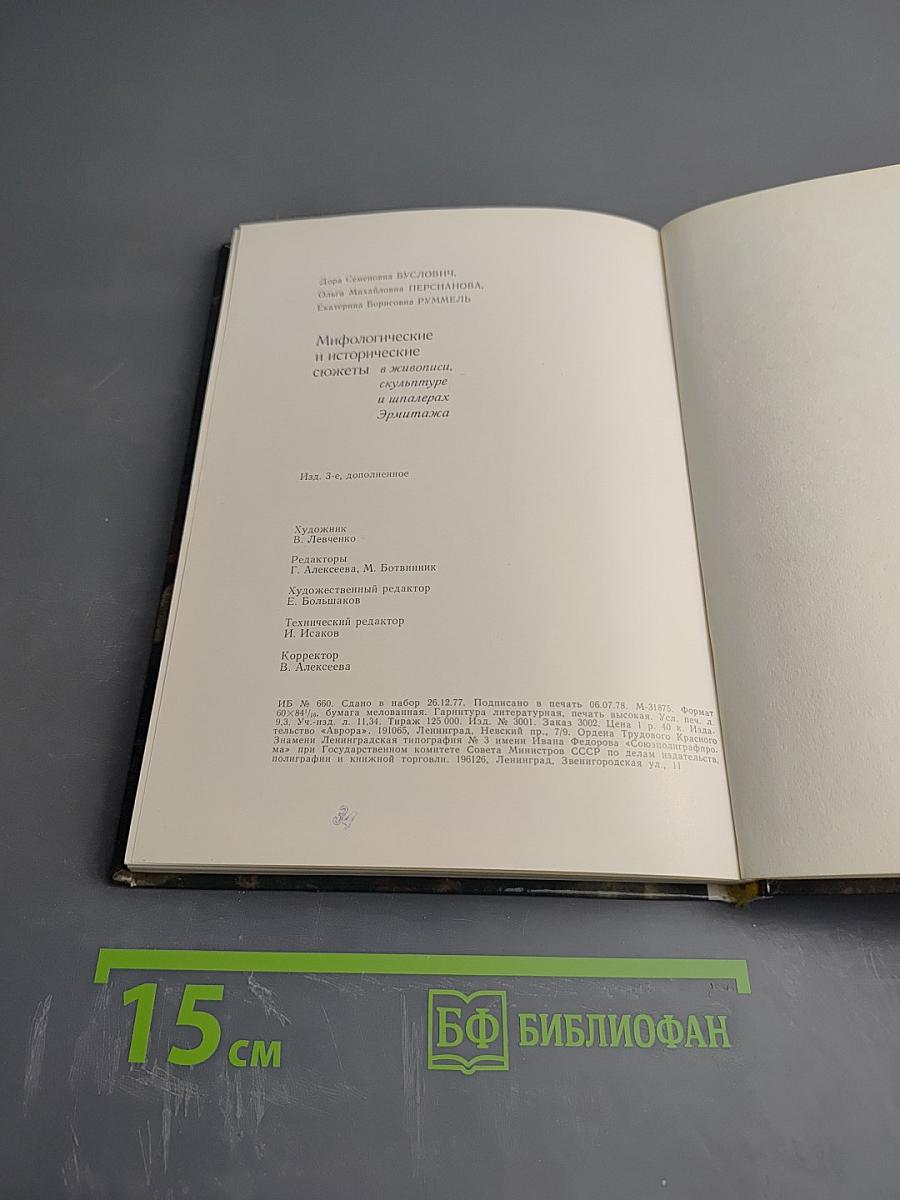 Дора Семеновна БУСЛОВИЧ,
Ольга Михайловна ПЕРСИАНОВА,
Екатерина Борисовна РУММЕЛЬ
Мифологические
и исторические
сюжеты в живописи,
скульптуре
и шпалерах
Эрмитажа
Изд. 3-е, дополненное
Художник
В. Левченко
Редакторы
Г. Алексеева, М. Ботвинник
Художественный редактор
Е. Большаков
Технический редактор
И. Исаков
Корректор
В. Алексеева
ИБ № 660. Сдано в набор 26.12.77. Подписано в печать 06.07.78. М-31875. Формат
60×84¹/₁₆, бумага мелованная. Гарнитура литературная, печать высокая. Усл. печ. л.
9,3. Уч.-изд. л. 11,34. Тираж 125 000. Изд. № 3001. Заказ 3002. Цена 1 р. 40 к. Изда-
тельство «Аврора». 191065, Ленинград, Невский пр., 7/9. Ордена Трудового Красного
Знамени Ленинградская типография № 3 имени Ивана Федорова «Союзполиграфпро-
ма» при Государственном комитете Совета Министров СССР по делам издательств,
полиграфии и книжной торговли. 196126, Ленинград, Звенигородская ул., 11
15 см
БФ БИБЛИОФАН